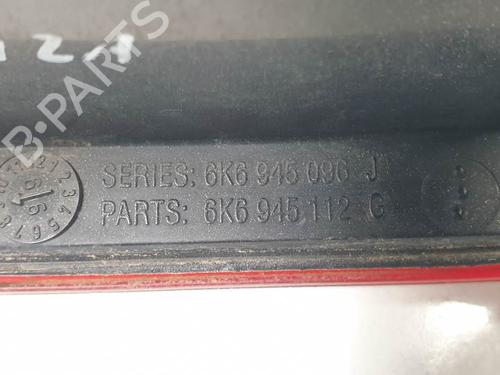 B-PARTS
SERIES: 6K6 945 096 J
PARTS: 6K6 945 112 G